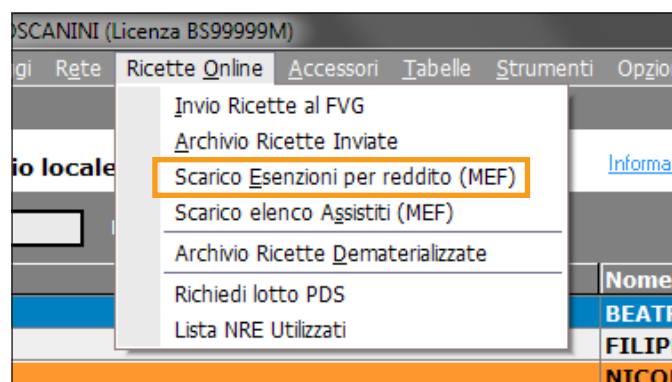 OSCANINI (Licenza BS99999M)
gi Rete Ricette Online Accessori Tabelle Strumenti Opzio
Invio Ricette al FVG
Archivio Ricette Inviate
io locale
Scarico Esenzioni per reddito (MEF)
Informa
Scarico elenco Assistiti (MEF)
Archivio Ricette Dematerializzate
Richiedi lotto PDS
Nome
Lista NRE Utilizzati
BEATR
FILIP
NICO